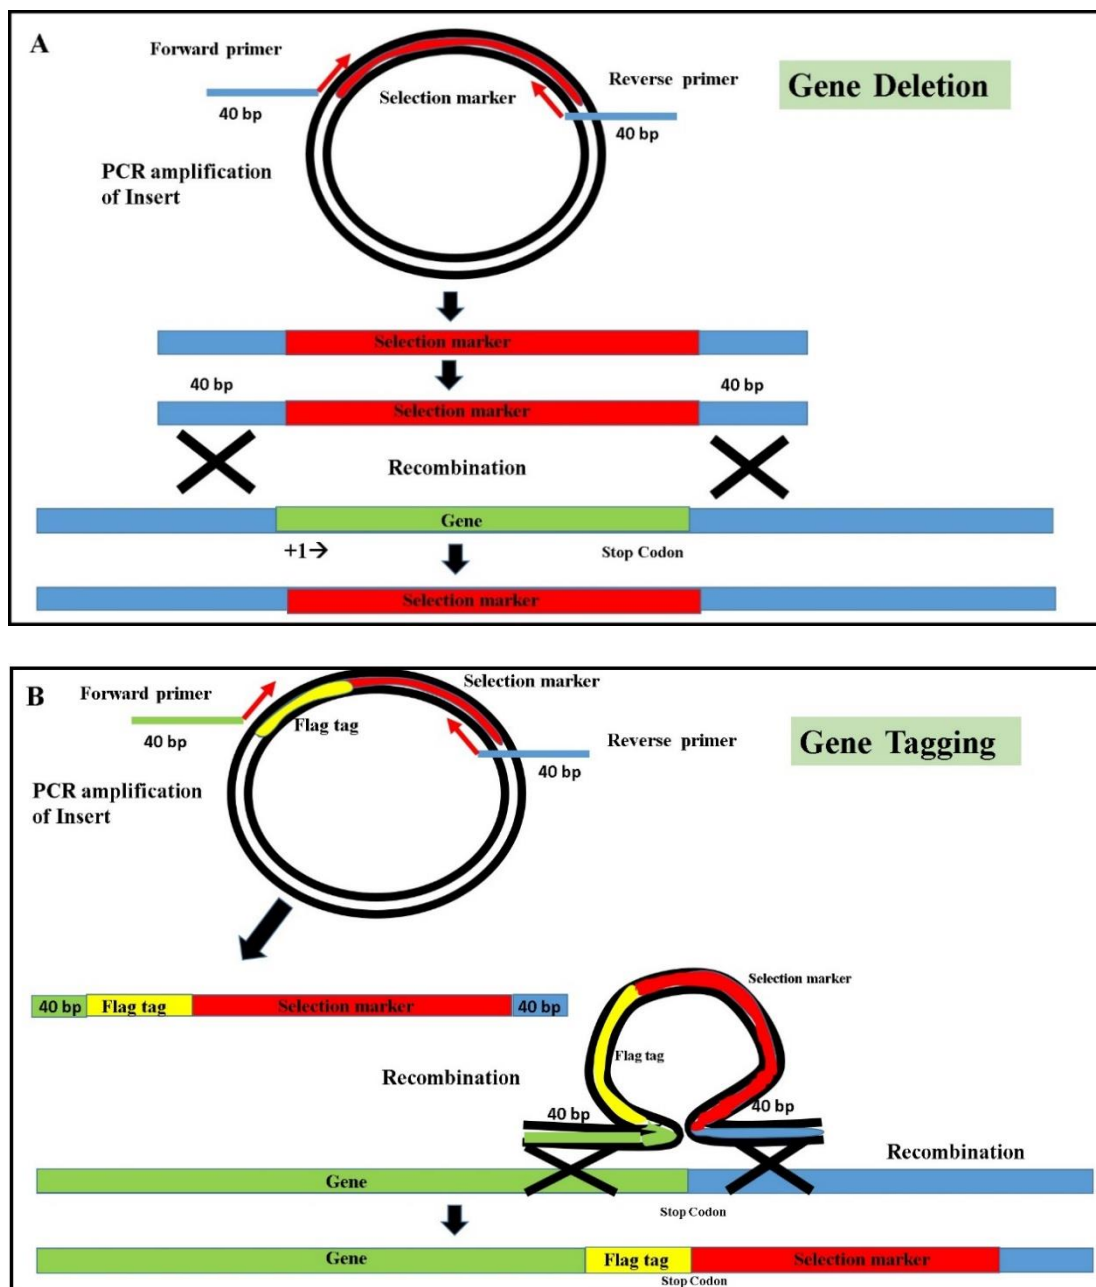 A
Forward primer
40 bp
Selection marker
Reverse primer
40 bp
Gene Deletion
PCR amplification
of Insert
Selection marker
40 bp
40 bp
Selection marker
Recombination
Gene
+1→
Stop Codon
Selection marker
B
Forward primer
40 bp
Flag tag
Selection marker
Reverse primer
40 bp
Gene Tagging
PCR amplification
of Insert
40 bp
Flag tag
Selection marker
40 bp
Selection marker
Flag tag
Recombination
40 bp
40 bp
Recombination
Gene
Stop Codon
Gene
Flag tag
Selection marker
Stop Codon